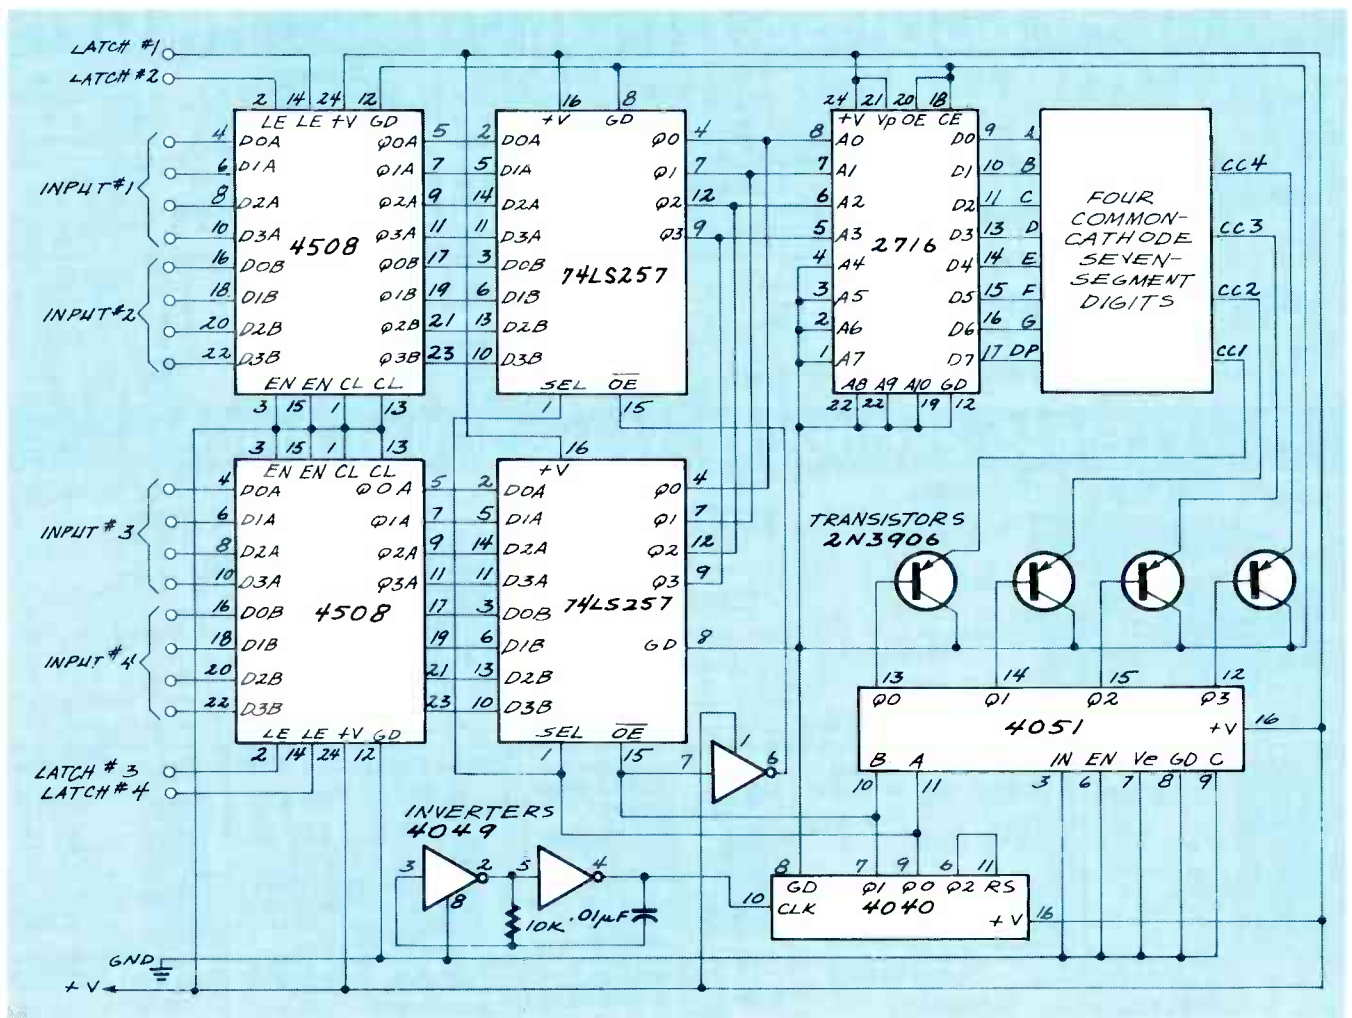 LATCH #1
LATCH #2
2 14 24 12
LE LE +V GD
INPUT #1
4 D0A Q0A 5
6 D1A Q1A 7
8 D2A Q2A 9
10 D3A Q3A 11
4508
INPUT #2
16 D0B Q0B 17
18 D1B Q1B 19
20 D2B Q2B 21
22 D3B Q3B 23
EN EN CL CL
3 15 1 13
16 8
+V GD
2 D0A Q0 4
5 D1A Q1 7
14 D2A Q2 12
11 D3A Q3 9
74LS257
3 D0B
6 D1B
13 D2B
10 D3B
SEL OE
1 15
24 21 20 18
+V Vp OE CE
8 A0 D0 9 A
7 A1 D1 10 B
6 A2 D2 11 C
5 A3 D3 13 D
2716
4 A4 D4 14 E
3 A5 D5 15 F
2 A6 D6 16 G
1 A7 D7 17 DP
A8 A9 A10 GD
22 22 19 12
FOUR
COMMON-
CATHODE
SEVEN-
SEGMENT
DIGITS
CC4
CC3
CC2
CC1
3 15 1 13
EN EN CL CL
INPUT #3
4 D0A Q0A 5
6 D1A Q1A 7
8 D2A Q2A 9
10 D3A Q3A 11
4508
INPUT #4
16 D0B 17
18 D1B 19
20 D2B 21
22 D3B 23
LE LE +V GD
2 14 24 12
LATCH #3
LATCH #4
16
+V
2 D0A Q0 4
5 D1A Q1 7
14 D2A Q2 12
11 D3A Q3 9
74LS257
3 D0B
6 D1B GD 8
13 D2B
10 D3B
SEL OE
1 15
7 1 6
TRANSISTORS
2N3906
13 14 15 12
Q0 Q1 Q2 Q3
4051
+V 16
B A IN EN Ve GD C
10 11 3 6 7 8 9
INVERTERS
4049
3 2 5 4
8
10K .01µF
8 7 9 6 11
GD Q1 Q0 Q2 RS
10 CLK 4040
+V 16
GND
+V